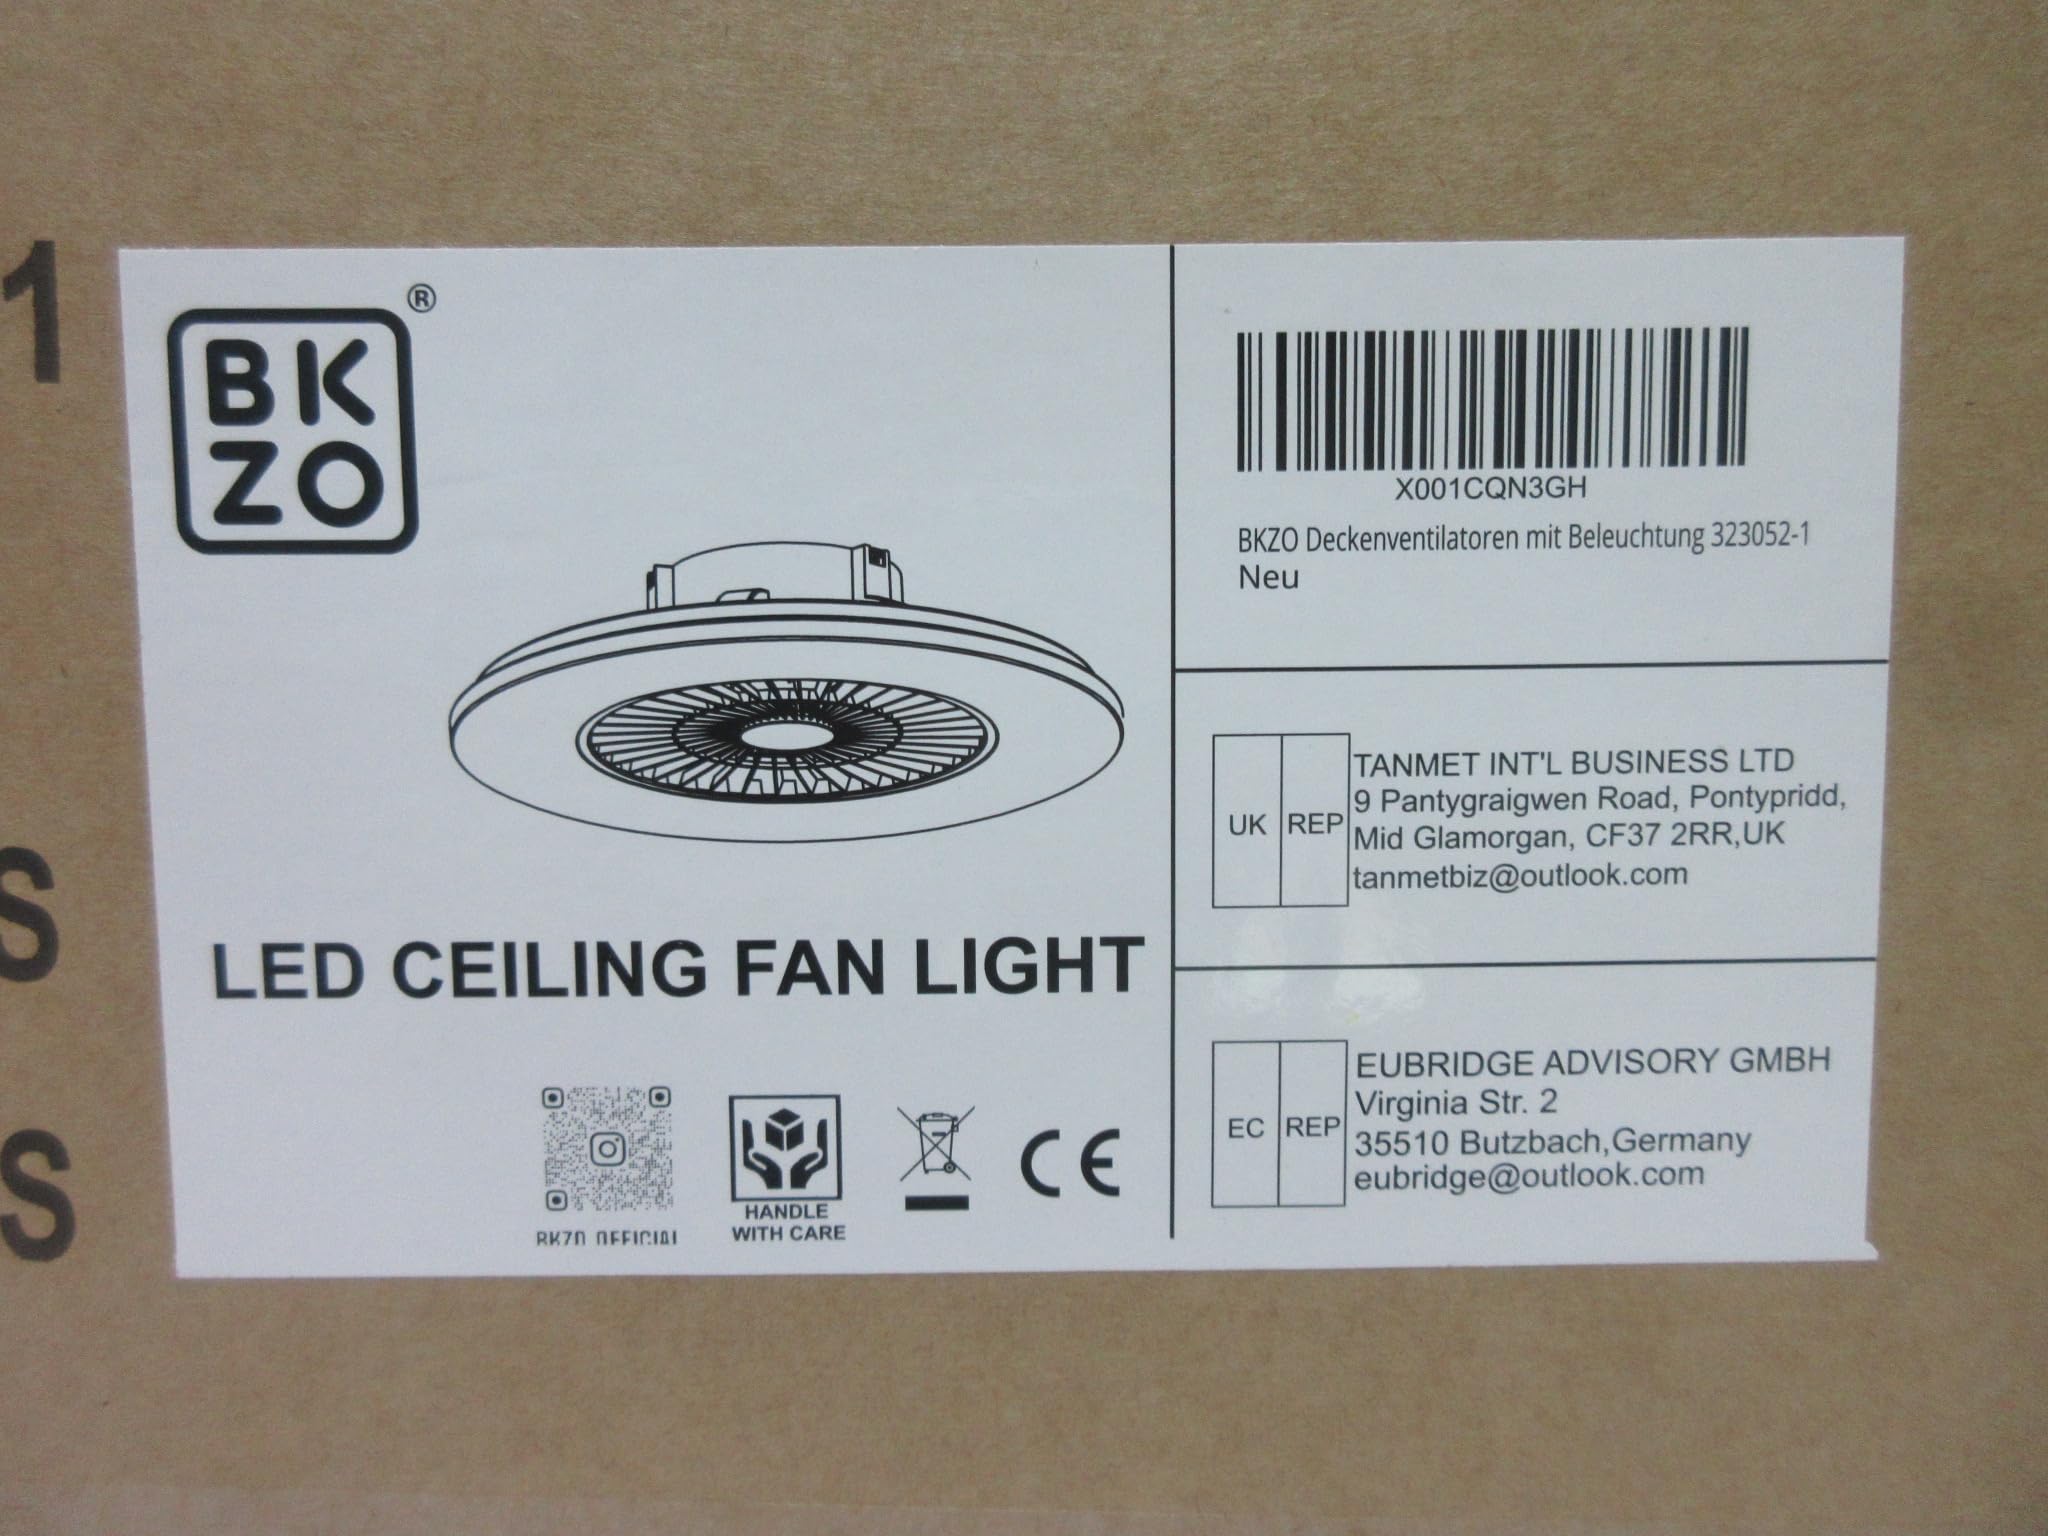 1
S
S
BK
ZO
®
LED CEILING FAN LIGHT
BKZO OFFICIAL
HANDLE
WITH CARE
CE
X001CQN3GH
BKZO Deckenventilatoren mit Beleuchtung 323052-1
Neu
UK REP
TANMET INT'L BUSINESS LTD
9 Pantygraigwen Road, Pontypridd,
Mid Glamorgan, CF37 2RR,UK
tanmetbiz@outlook.com
EC REP
EUBRIDGE ADVISORY GMBH
Virginia Str. 2
35510 Butzbach,Germany
eubridge@outlook.com